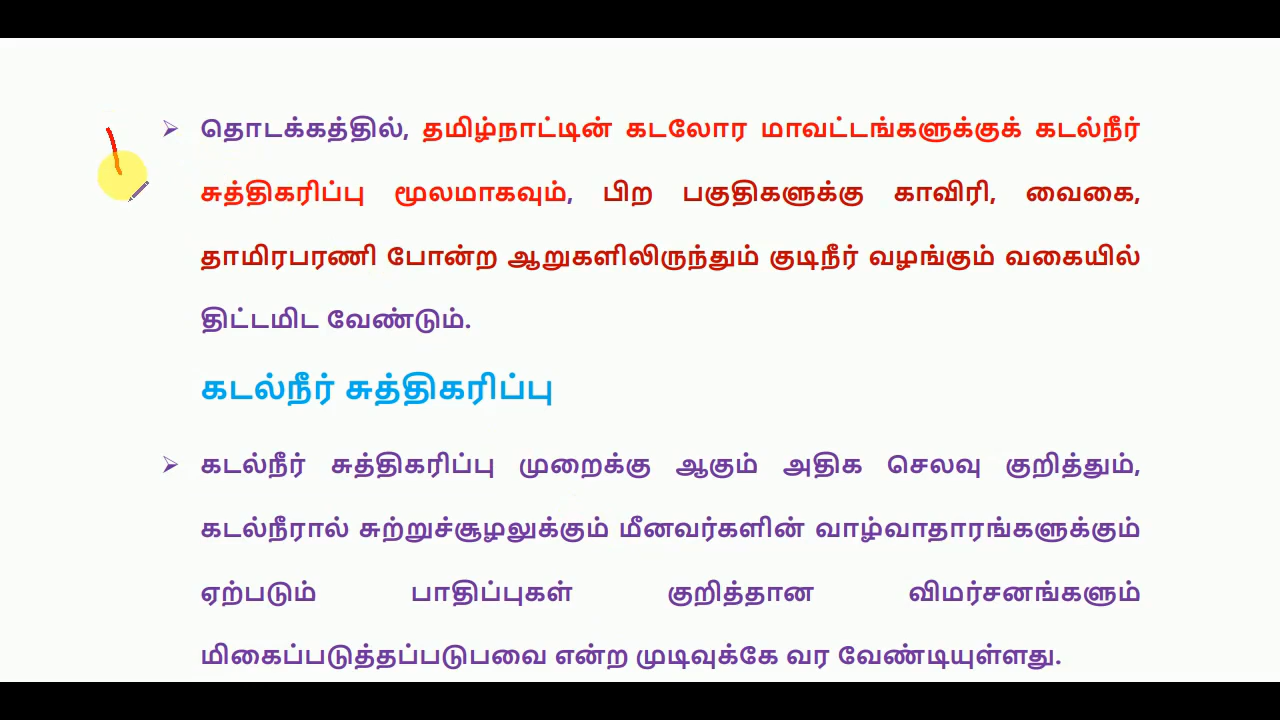 தொடக்கத்தில், தமிழ்நாட்டின் கடலோர மாவட்டங்களுக்குக் கடல்நீர்
சுத்திகரிப்பு மூலமாகவும், பிற பகுதிகளுக்கு காவிரி, வைகை,
தாமிரபரணி போன்ற ஆறுகளிலிருந்தும் குடிநீர் வழங்கும் வகையில்
திட்டமிட வேண்டும்.
கடல்நீர் சுத்திகரிப்பு
கடல்நீர் சுத்திகரிப்பு முறைக்கு ஆகும் அதிக செலவு குறித்தும்,
கடல்நீரால் சுற்றுச்சூழலுக்கும் மீனவர்களின் வாழ்வாதாரங்களுக்கும்
ஏற்படும் பாதிப்புகள் குறித்தான விமர்சனங்களும்
மிகைப்படுத்தப்படுபவை என்ற முடிவுக்கே வர வேண்டியுள்ளது.